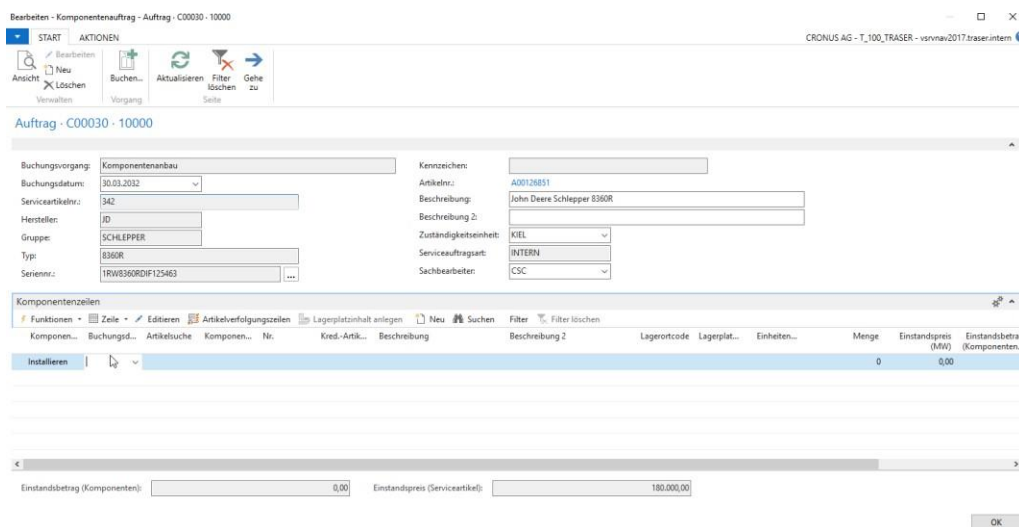 Bearbeiten - Komponentenauftrag - Auftrag - C00030 - 10000
START AKTIONEN
CRONUS AG - T_100_TRASER - vsrvnav2017.traser.intern
Ansicht
Bearbeiten
Neu
Löschen
Verwalten
Buchen...
Vorgang
Aktualisieren
Filter löschen
Gehe zu
Seite
Auftrag - C00030 - 10000
Buchungsvorgang: Komponentenanbau
Buchungsdatum: 30.03.2032
Serviceartikelnr.: 342
Hersteller: JD
Gruppe: SCHLEPPER
Typ: 8360R
Seriennr.: 1RW8360RDIF125463 ...
Kennzeichen:
Artikelnr.: A00126851
Beschreibung: John Deere Schlepper 8360R
Beschreibung 2:
Zuständigkeitseinheit: KIEL
Serviceauftragsart: INTERN
Sachbearbeiter: CSC
Komponentenzeilen
Funktionen Zeile Editieren Artikelverfolgungszeilen Lagerplatzinhalt anlegen Neu Suchen Filter Filter löschen
Komponen... Buchungsd... Artikelsuche Komponen... Nr. Kred.-Artik... Beschreibung Beschreibung 2 Lagerortcode Lagerplat... Einheiten... Menge Einstandspreis (MW) Einstandsbetra (Komponenten.
Installieren 0 0,00
Einstandsbetrag (Komponenten): 0,00 Einstandspreis (Serviceartikel): 180.000,00
OK